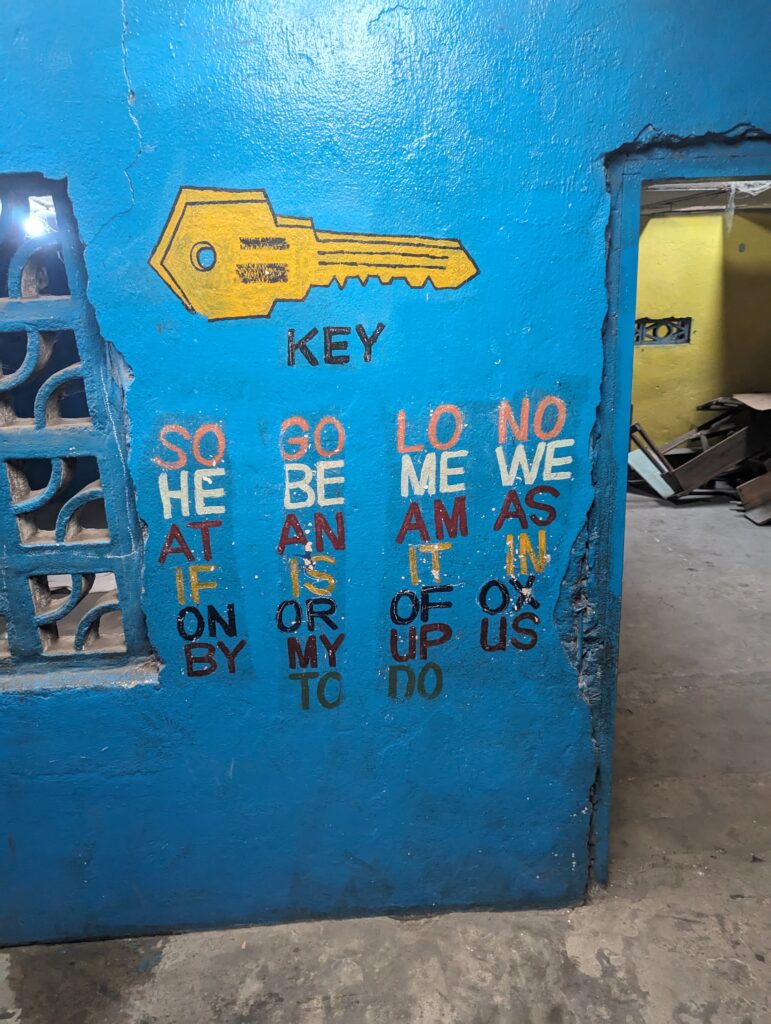 KEY
SO GO LO NO
HE BE ME WE
AT AN AM AS
IF IS IT IN
ON OR OF OX
BY MY UP US
TO DO